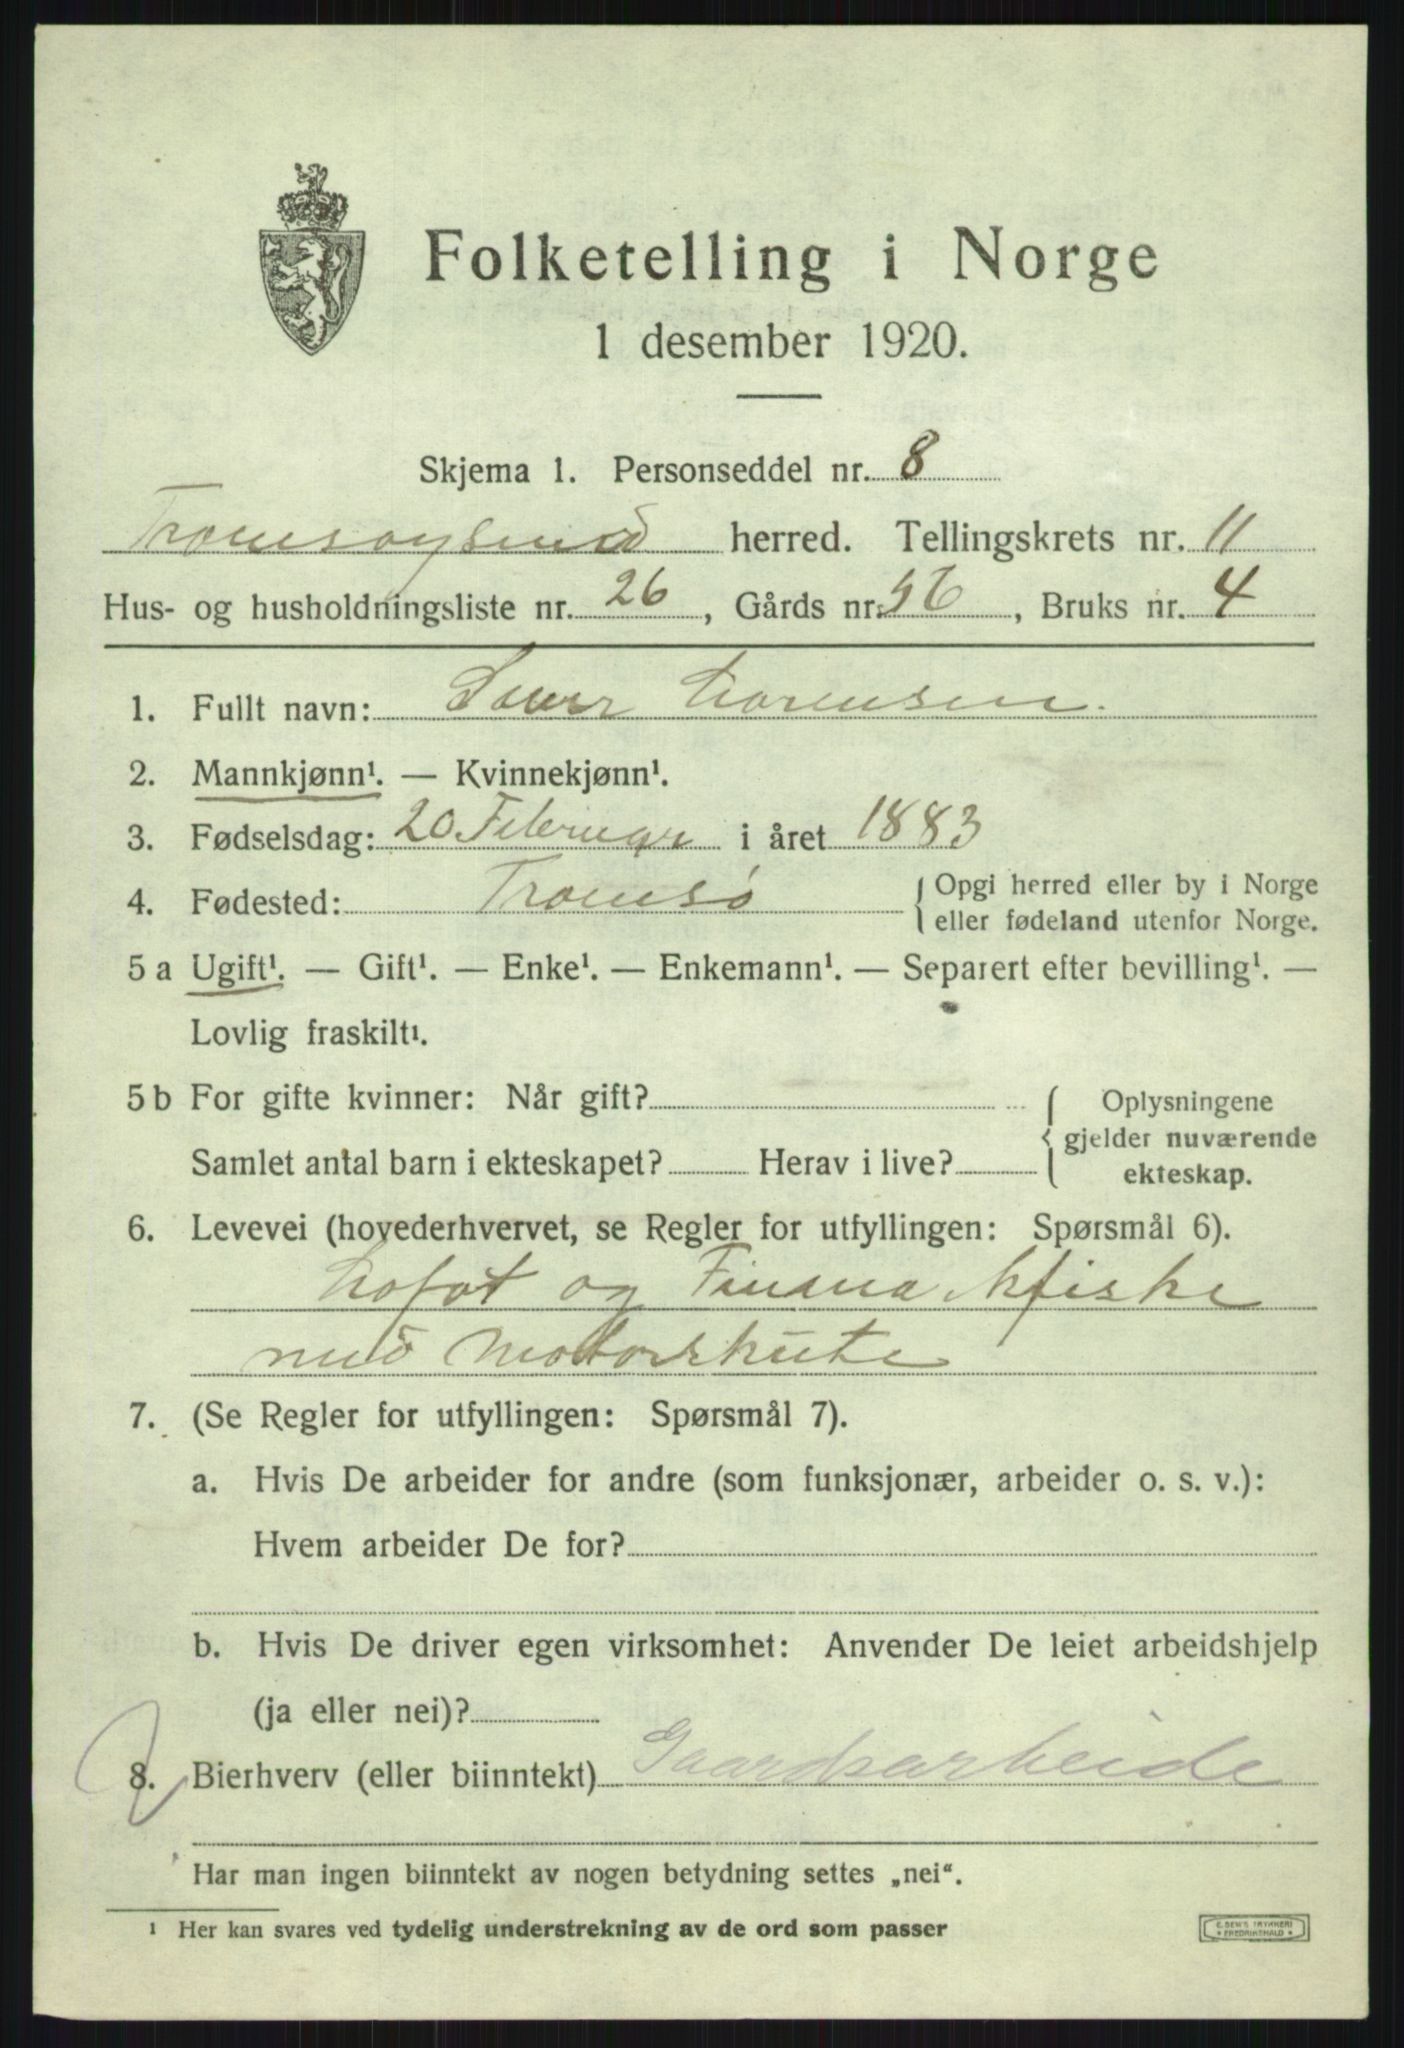 Folketelling i Norge
1 desember 1920.
Skjema 1. Personseddel nr. 8
Tromsøysund herred. Tellingskrets nr. 11
Hus- og husholdningsliste nr. 26, Gårds nr. 56, Bruks nr. 4
1. Fullt navn: Lorensen.
2. Mannkjønn¹. — Kvinnekjønn¹.
3. Fødselsdag: 20 Februar i året 1883
4. Fødested: Tromsø { Opgi herred eller by i Norge
eller fødeland utenfor Norge.
5 a Ugift¹. — Gift¹. — Enke¹. — Enkemann¹. — Separert efter bevilling¹. —
Lovlig fraskilt¹.
5 b For gifte kvinner: Når gift? { Oplysningene
gjelder nuværende
Samlet antal barn i ekteskapet? Herav i live?
ekteskap.
6. Levevei (hovederhvervet, se Regler for utfyllingen: Spørsmål 6).
Lofot og Finmarkfiske
med Motorskøite
7. (Se Regler for utfyllingen: Spørsmål 7).
a. Hvis De arbeider for andre (som funksjonær, arbeider o. s. v.):
Hvem arbeider De for?
b. Hvis De driver egen virksomhet: Anvender De leiet arbeidshjelp
(ja eller nei)?
8. Bierhverv (eller biinntekt) Gaardsarbeide
Har man ingen biinntekt av nogen betydning settes „nei“.
¹ Her kan svares ved tydelig understrekning av de ord som passer
E. SEM'S TRYKKERI
* FREDRIKSHALD *